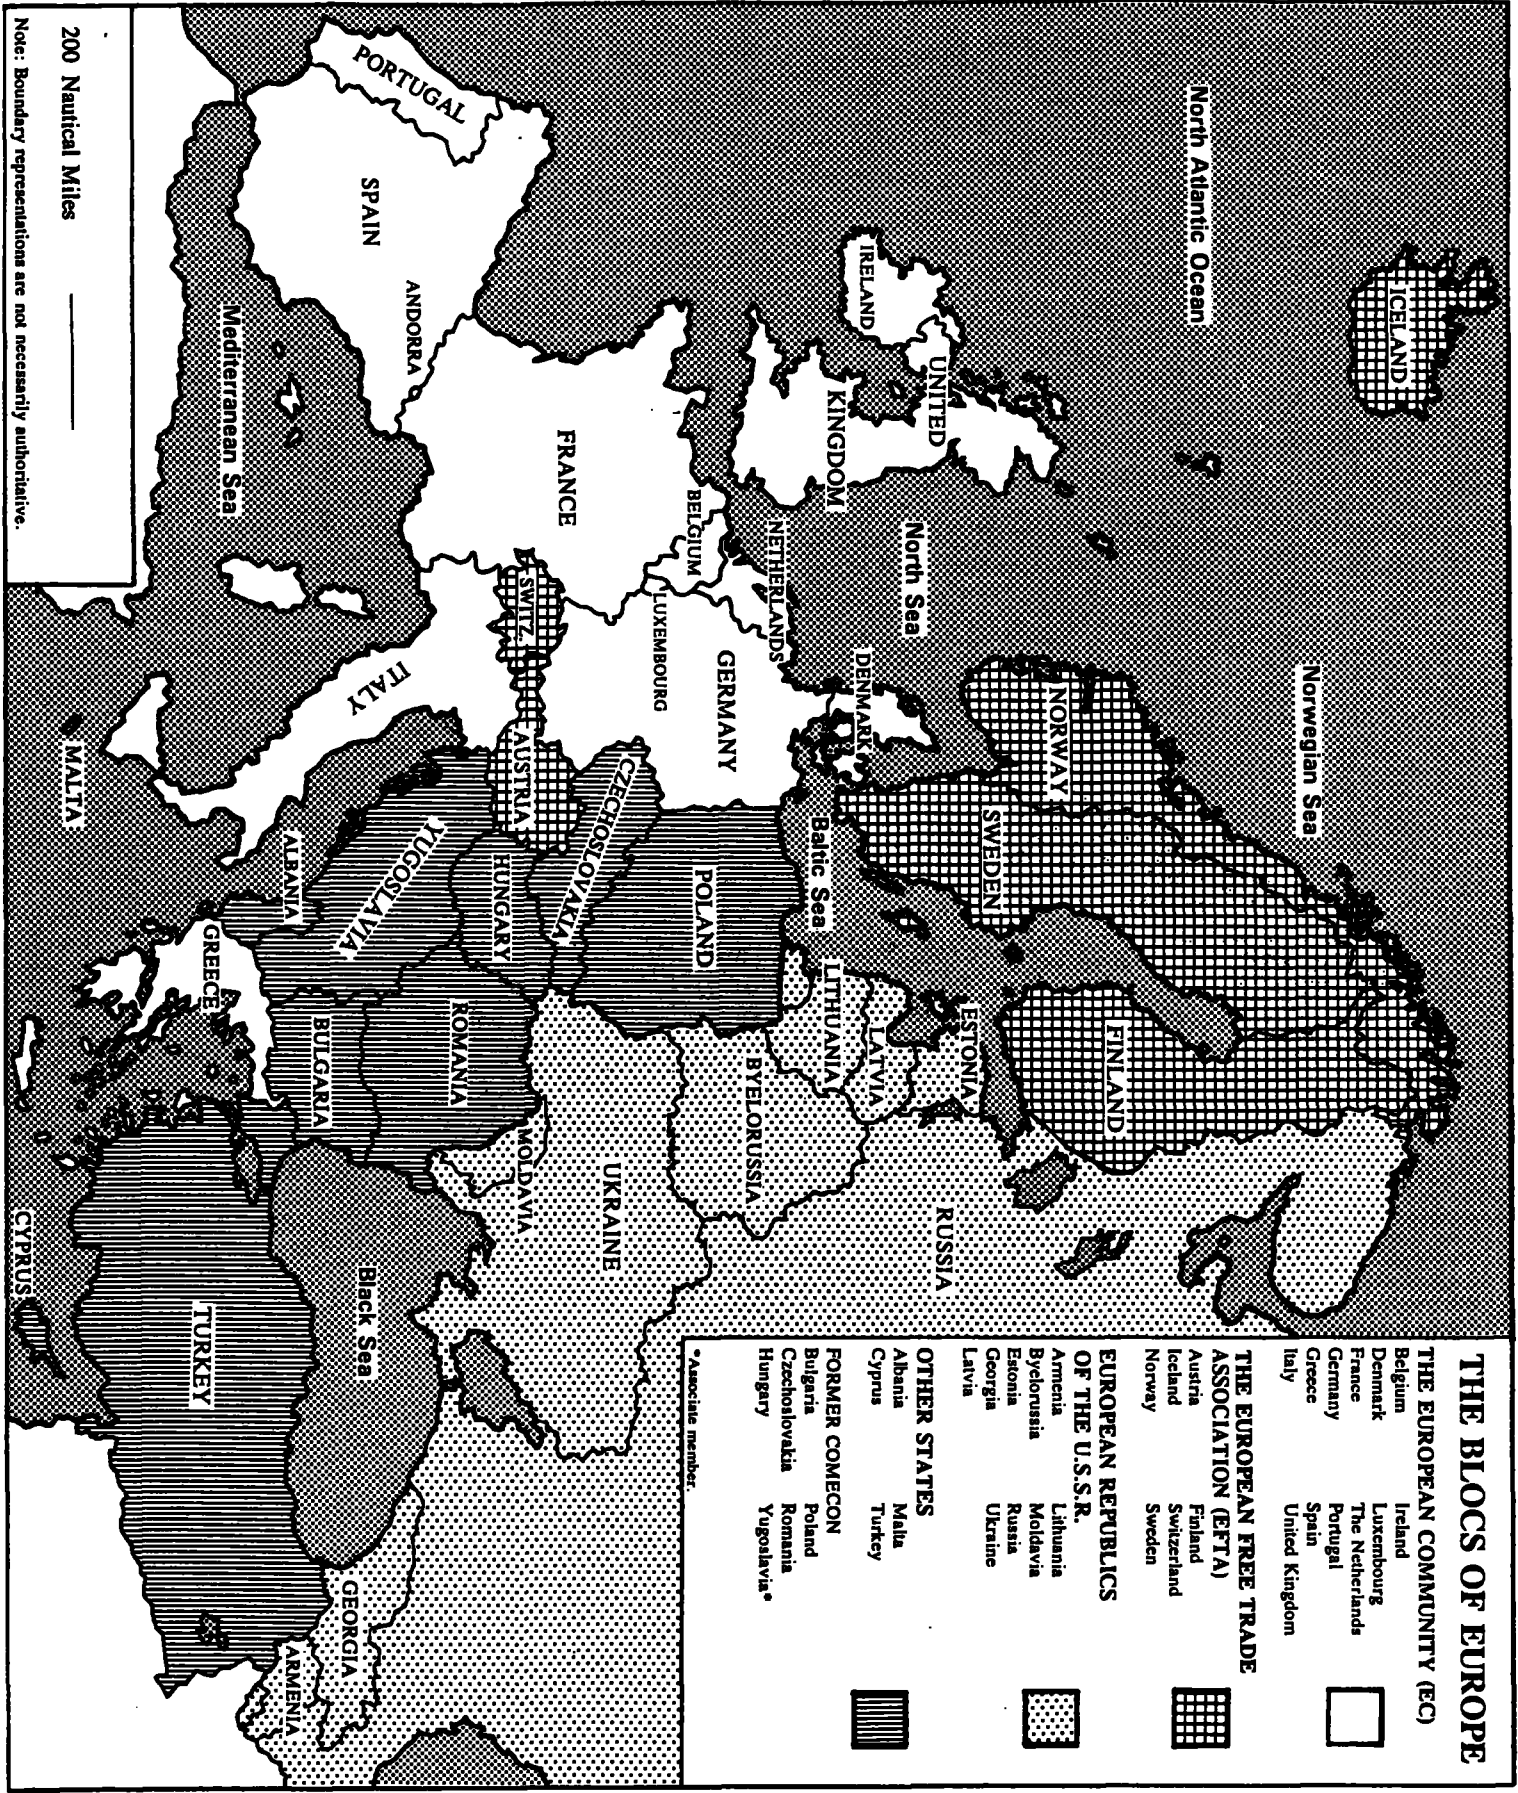 THE BLOCS OF EUROPE
THE EUROPEAN COMMUNITY (EC)
Belgium Ireland
Denmark Luxembourg
France The Netherlands
Germany Portugal
Greece Spain
Italy United Kingdom
THE EUROPEAN FREE TRADE
ASSOCIATION (EFTA)
Austria Finland
Iceland Switzerland
Norway Sweden
EUROPEAN REPUBLICS
OF THE U.S.S.R.
Armenia Lithuania
Byelorussia Moldavia
Estonia Russia
Georgia Ukraine
Latvia
OTHER STATES
Albania Malta
Cyprus Turkey
FORMER COMECON
Bulgaria Poland
Czechoslovakia Romania
Hungary Yugoslavia*
*Associate member.
ICELAND
Norwegian Sea
North Atlantic Ocean
NORWAY
SWEDEN
FINLAND
RUSSIA
ESTONIA
LATVIA
LITHUANIA
North Sea
Baltic Sea
DENMARK
UNITED
KINGDOM
IRELAND
NETHERLANDS
BELGIUM
LUXEMBOURG
GERMANY
POLAND
BYELORUSSIA
UKRAINE
CZECHOSLOVAKIA
FRANCE
SWITZ.
AUSTRIA
HUNGARY
MOLDAVIA
ROMANIA
PORTUGAL
SPAIN
ANDORRA
ITALY
YUGOSLAVIA
Black Sea
GEORGIA
ARMENIA
BULGARIA
ALBANIA
Mediterranean Sea
GREECE
TURKEY
MALTA
CYPRUS
200 Nautical Miles
Note: Boundary representations are not necessarily authoritative.